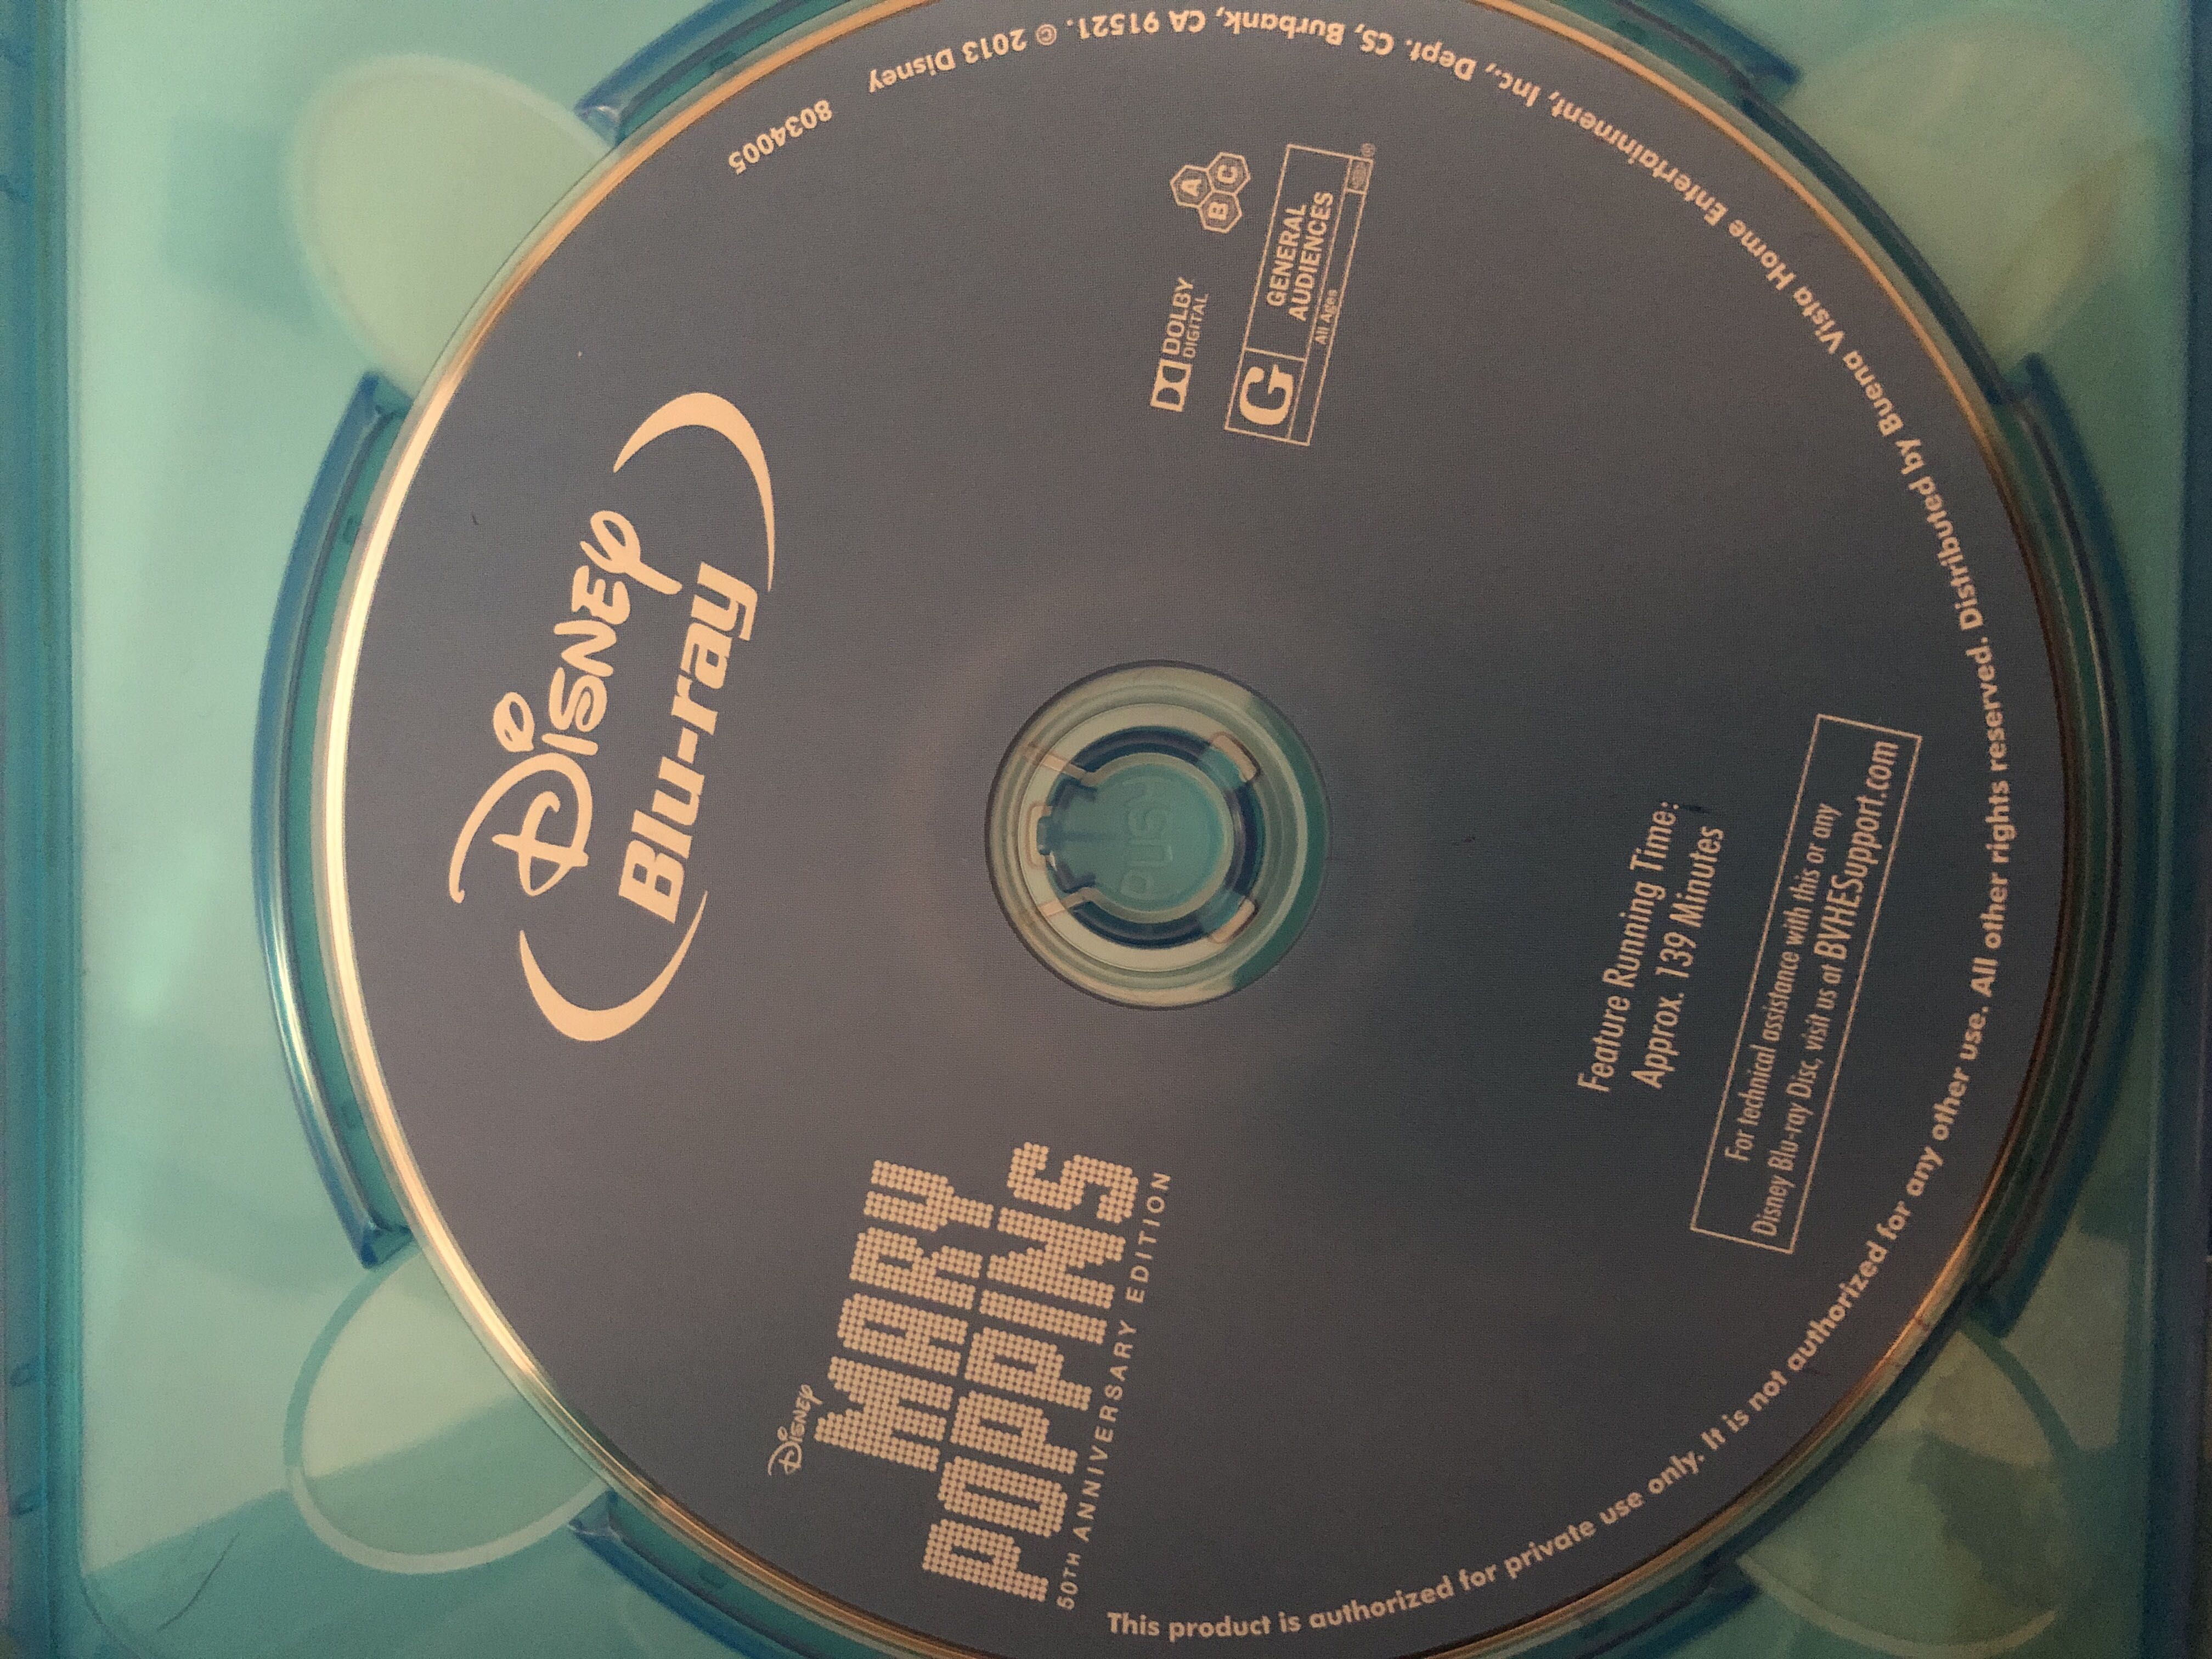 Disney
Blu-ray
Disney
MARY
POPPINS
50TH ANNIVERSARY EDITION
DOLBY
DIGITAL
A
B C
G
GENERAL
AUDIENCES
All Ages
®
PUSH
Feature Running Time:
Approx. 139 Minutes
For technical assistance with this or any
Disney Blu-ray Disc, visit us at BVHESupport.com
This product is authorized for private use only. It is not authorized for any other use. All other rights reserved. Distributed by Buena Vista Home Entertainment, Inc., Dept. CS, Burbank, CA 91521. © 2013 Disney
8034005